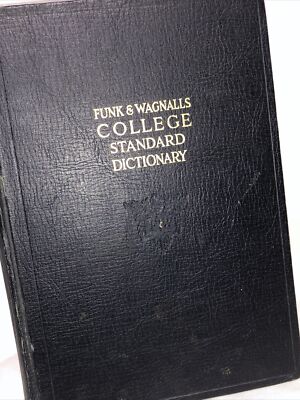 FUNK & WAGNALLS
COLLEGE
STANDARD
DICTIONARY